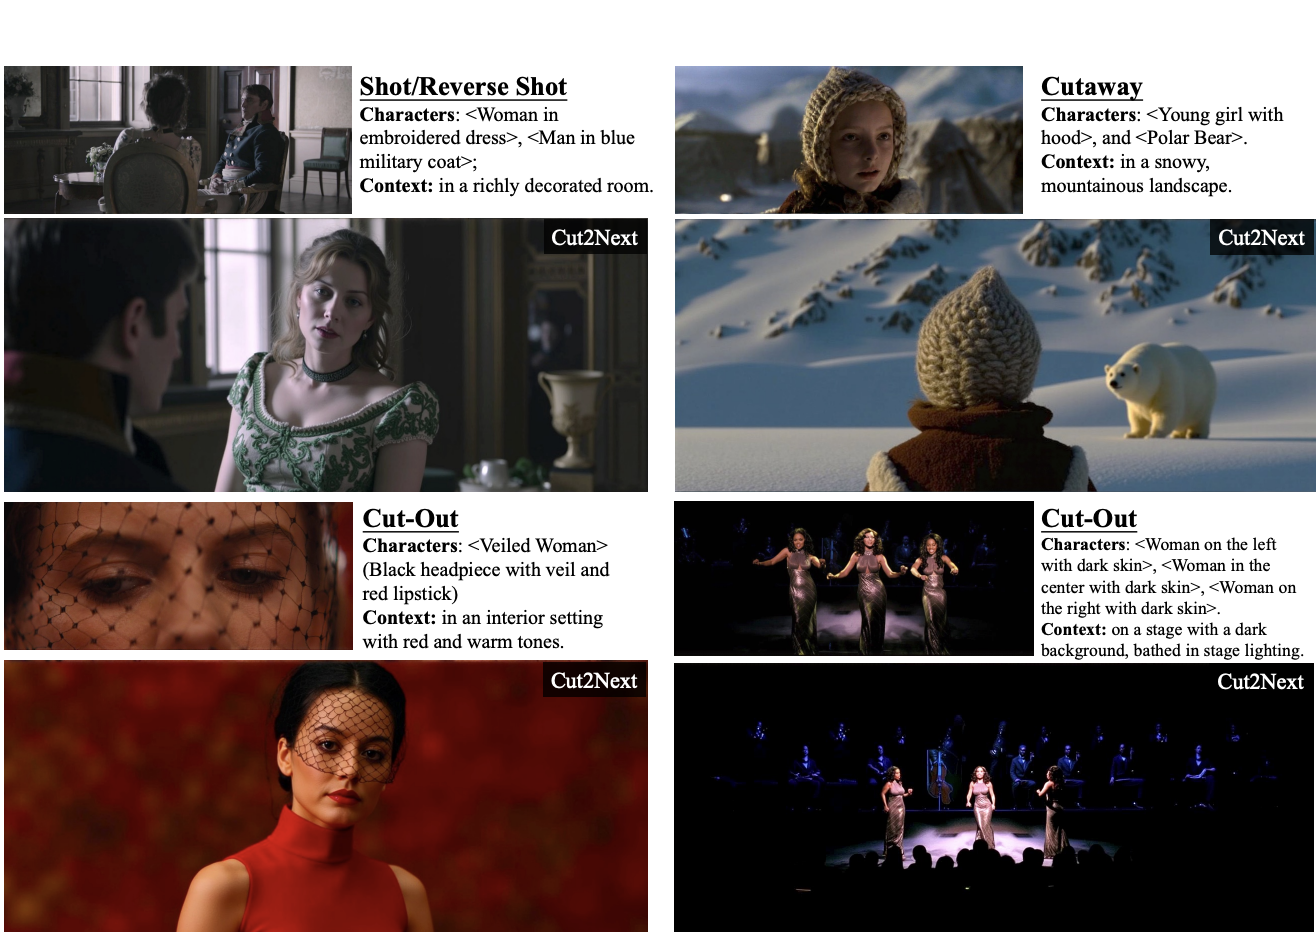 Shot/Reverse Shot
Characters: <Woman in
embroidered dress>, <Man in blue
military coat>;
Context: in a richly decorated room.
Cut2Next
Cutaway
Characters: <Young girl with
hood>, and <Polar Bear>.
Context: in a snowy,
mountainous landscape.
Cut2Next
Cut-Out
Characters: <Veiled Woman>
(Black headpiece with veil and
red lipstick)
Context: in an interior setting
with red and warm tones.
Cut2Next
Cut-Out
Characters: <Woman on the left
with dark skin>, <Woman in the
center with dark skin>, <Woman on
the right with dark skin>.
Context: on a stage with a dark
background, bathed in stage lighting.
Cut2Next